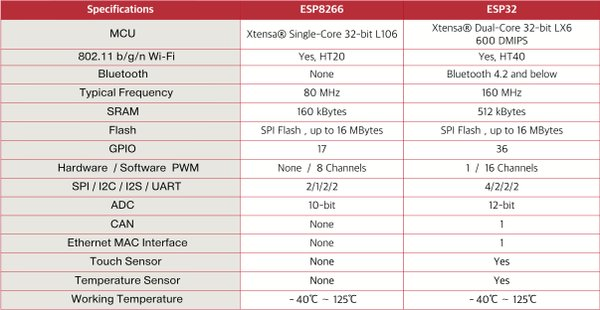 Specifications ESP8266 ESP32
MCU Xtensa® Single-Core 32-bit L106 Xtensa® Dual-Core 32-bit LX6
600 DMIPS
802.11 b/g/n Wi-Fi Yes, HT20 Yes, HT40
Bluetooth None Bluetooth 4.2 and below
Typical Frequency 80 MHz 160 MHz
SRAM 160 kBytes 512 kBytes
Flash SPI Flash , up to 16 MBytes SPI Flash , up to 16 MBytes
GPIO 17 36
Hardware / Software PWM None / 8 Channels 1 / 16 Channels
SPI / I2C / I2S / UART 2/1/2/2 4/2/2/2
ADC 10-bit 12-bit
CAN None 1
Ethernet MAC Interface None 1
Touch Sensor None Yes
Temperature Sensor None Yes
Working Temperature - 40℃ ~ 125℃ - 40℃ ~ 125℃